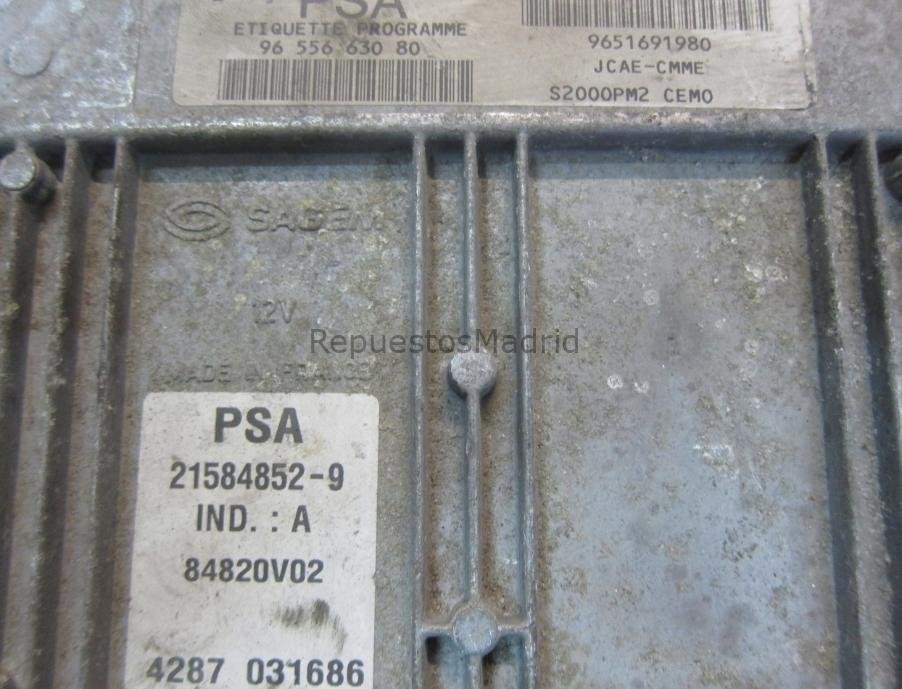 PSA
ETIQUETTE PROGRAMME
96 556 630 80
9651691980
JCAE-CMME
S2000PM2 CEM0
SAGEM
12V
RepuestosMadrid
MADE IN FRANCE
PSA
21584852-9
IND. : A
84820V02
4287 031686